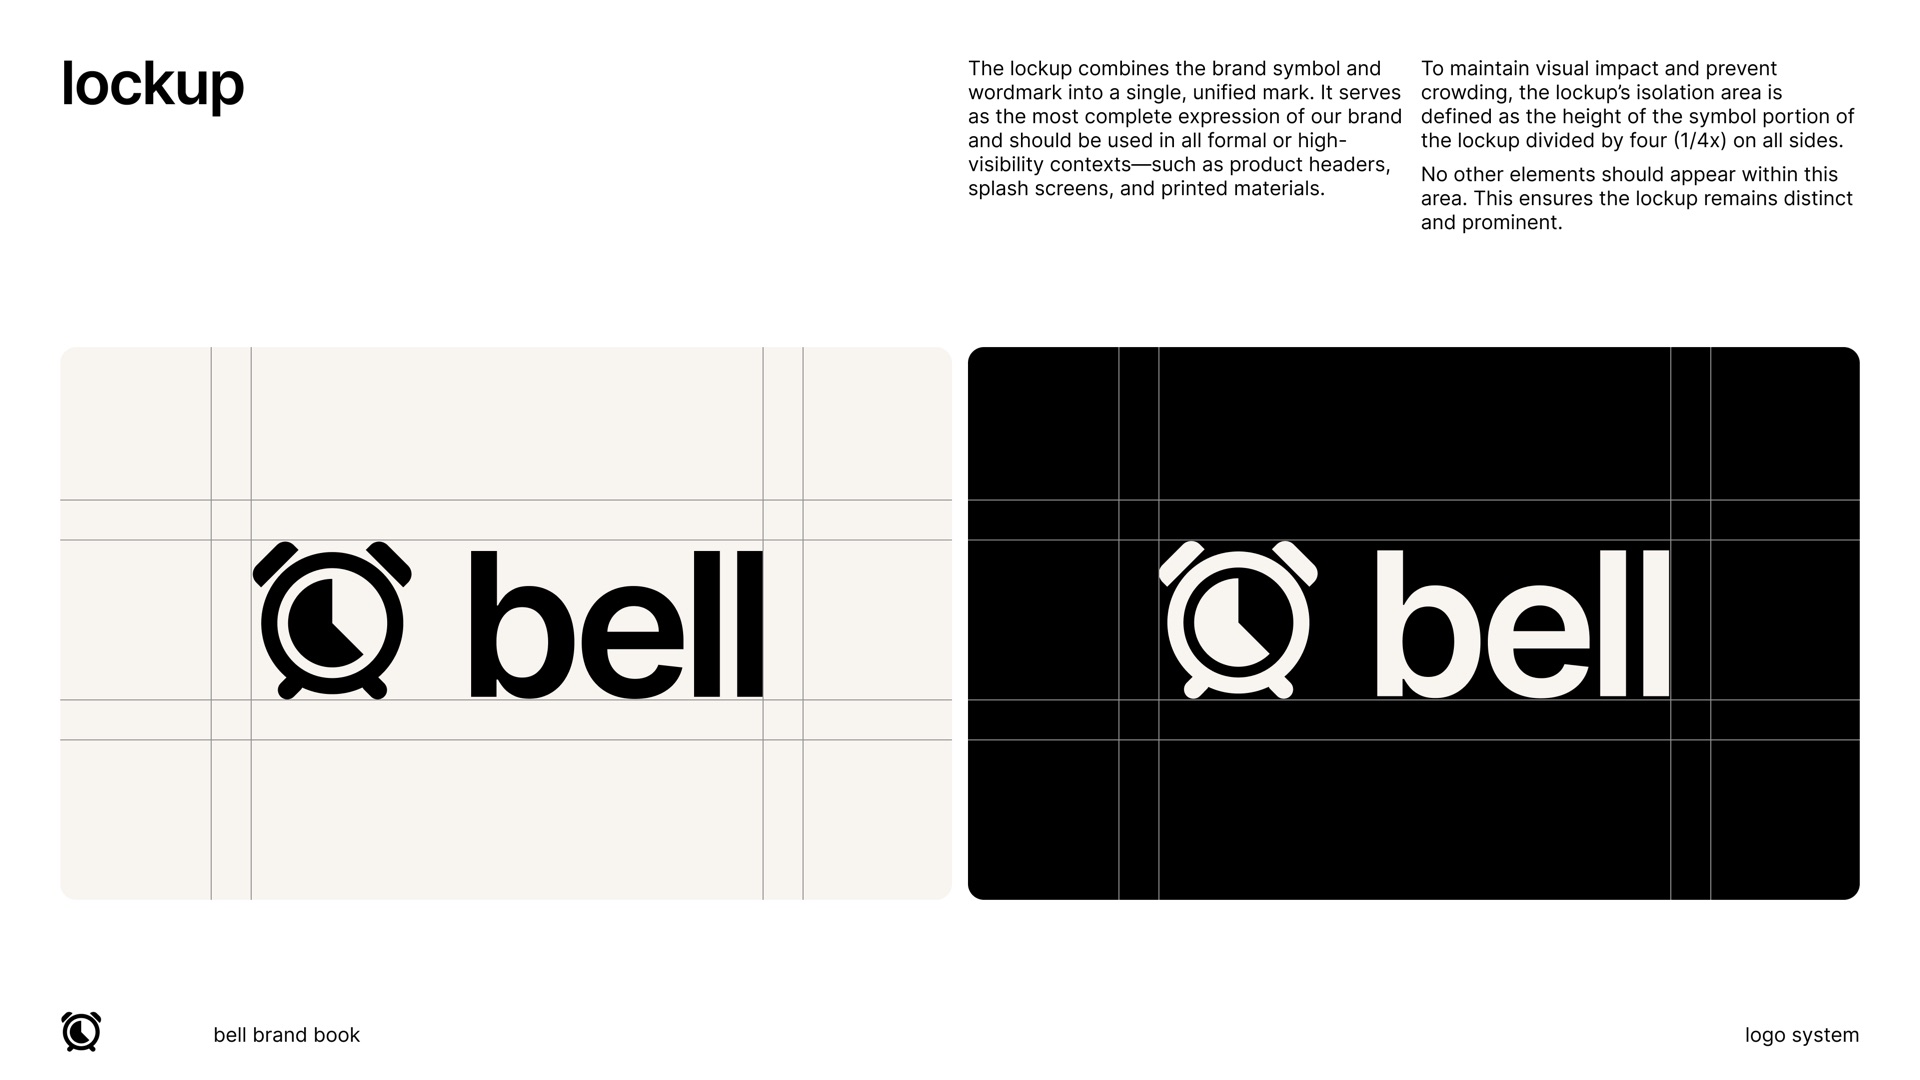 lockup
The lockup combines the brand symbol and
wordmark into a single, unified mark. It serves
as the most complete expression of our brand
and should be used in all formal or high-
visibility contexts—such as product headers,
splash screens, and printed materials.
To maintain visual impact and prevent
crowding, the lockup’s isolation area is
defined as the height of the symbol portion of
the lockup divided by four (1/4x) on all sides.
No other elements should appear within this
area. This ensures the lockup remains distinct
and prominent.
bell
bell
bell brand book
logo system